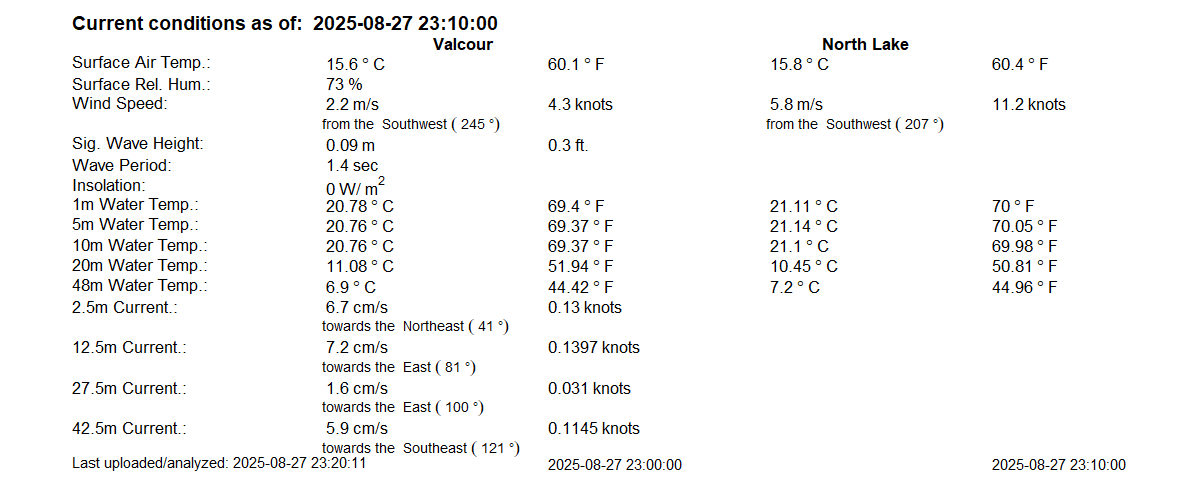 Current conditions as of: 2025-08-27 23:10:00
Valcour North Lake
Surface Air Temp.: 15.6 ° C 60.1 ° F 15.8 ° C 60.4 ° F
Surface Rel. Hum.: 73 %
Wind Speed: 2.2 m/s 4.3 knots 5.8 m/s 11.2 knots
from the Southwest ( 245 °) from the Southwest ( 207 °)
Sig. Wave Height: 0.09 m 0.3 ft.
Wave Period: 1.4 sec
Insolation: 0 W/ m2
1m Water Temp.: 20.78 ° C 69.4 ° F 21.11 ° C 70 ° F
5m Water Temp.: 20.76 ° C 69.37 ° F 21.14 ° C 70.05 ° F
10m Water Temp.: 20.76 ° C 69.37 ° F 21.1 ° C 69.98 ° F
20m Water Temp.: 11.08 ° C 51.94 ° F 10.45 ° C 50.81 ° F
48m Water Temp.: 6.9 ° C 44.42 ° F 7.2 ° C 44.96 ° F
2.5m Current.: 6.7 cm/s 0.13 knots
towards the Northeast ( 41 °)
12.5m Current.: 7.2 cm/s 0.1397 knots
towards the East ( 81 °)
27.5m Current.: 1.6 cm/s 0.031 knots
towards the East ( 100 °)
42.5m Current.: 5.9 cm/s 0.1145 knots
towards the Southeast ( 121 °)
Last uploaded/analyzed: 2025-08-27 23:20:11 2025-08-27 23:00:00 2025-08-27 23:10:00